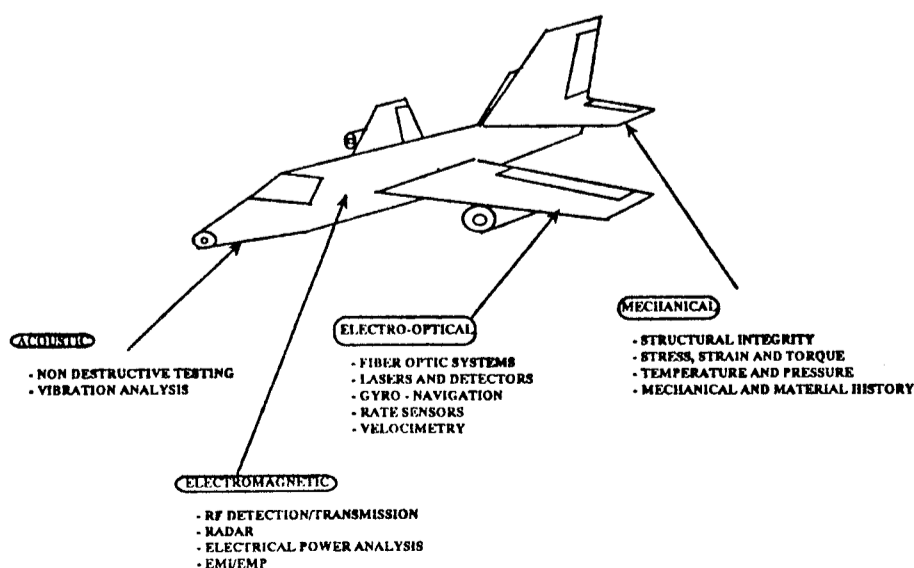 ACOUSTIC
- NON DESTRUCTIVE TESTING
- VIBRATION ANALYSIS
ELECTROMAGNETIC
- RF DETECTION/TRANSMISSION
- RADAR
- ELECTRICAL POWER ANALYSIS
- EMI/EMP
ELECTRO-OPTICAL
- FIBER OPTIC SYSTEMS
- LASERS AND DETECTORS
- GYRO - NAVIGATION
- RATE SENSORS
- VELOCIMETRY
MECHANICAL
- STRUCTURAL INTEGRITY
- STRESS, STRAIN AND TORQUE
- TEMPERATURE AND PRESSURE
- MECHANICAL AND MATERIAL HISTORY